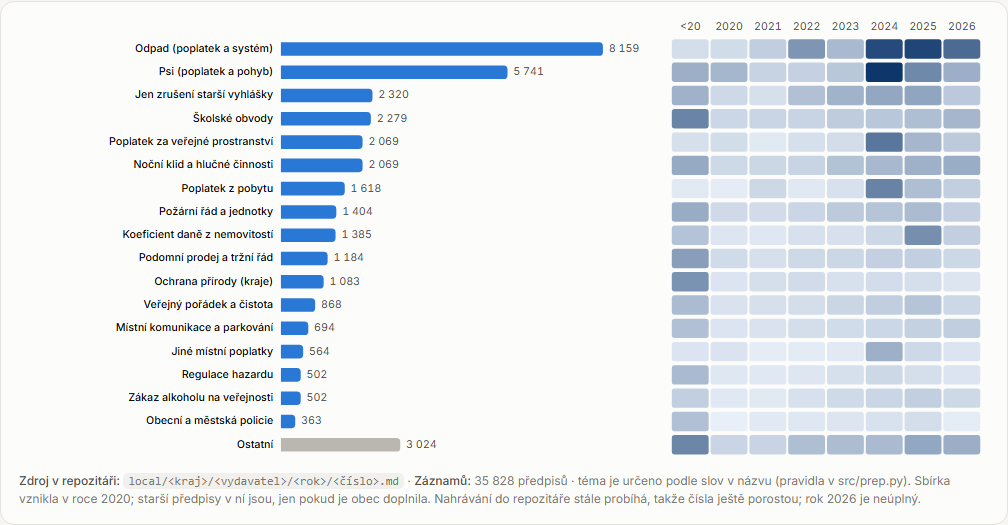 <20 2020 2021 2022 2023 2024 2025 2026
Odpad (poplatek a systém) 8 159
Psi (poplatek a pohyb) 5 741
Jen zrušení starší vyhlášky 2 320
Školské obvody 2 279
Poplatek za veřejné prostranství 2 069
Noční klid a hlučné činnosti 2 069
Poplatek z pobytu 1 618
Požární řád a jednotky 1 404
Koeficient daně z nemovitostí 1 385
Podomní prodej a tržní řád 1 184
Ochrana přírody (kraje) 1 083
Veřejný pořádek a čistota 868
Místní komunikace a parkování 694
Jiné místní poplatky 564
Regulace hazardu 502
Zákaz alkoholu na veřejnosti 502
Obecní a městská policie 363
Ostatní 3 024
Zdroj v repozitáři: local/<kraj>/<vydavatel>/<rok>/<číslo>.md · Záznamů: 35 828 předpisů · téma je určeno podle slov v názvu (pravidla v src/prep.py). Sbírka
vznikla v roce 2020; starší předpisy v ní jsou, jen pokud je obec doplnila. Nahrávání do repozitáře stále probíhá, takže čísla ještě porostou; rok 2026 je neúplný.